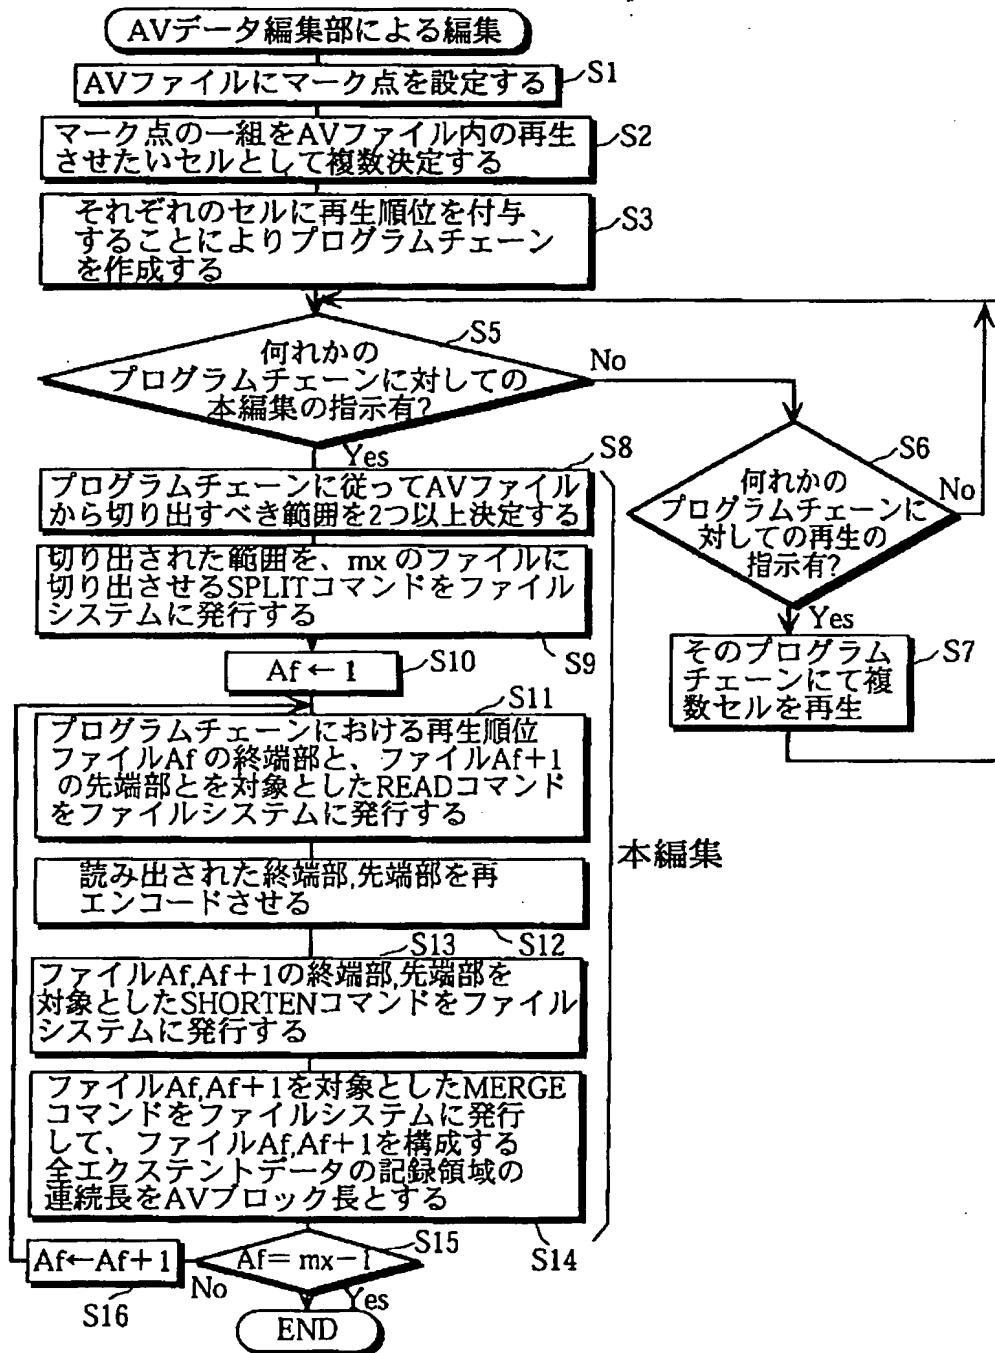 AVデータ編集部による編集
AVファイルにマーク点を設定する
S1
マーク点の一組をAVファイル内の再生
させたいセルとして複数決定する
S2
それぞれのセルに再生順位を付与
することによりプログラムチェーン
を作成する
S3
S5
何れかの
プログラムチェーンに対しての
本編集の指示有?
No
Yes
S6
何れかの
プログラムチェーンに
対しての再生の
指示有?
No
Yes
そのプログラム
チェーンにて複
数セルを再生
S7
S8
プログラムチェーンに従ってAVファイル
から切り出すべき範囲を2つ以上決定する
切り出された範囲を、mxのファイルに
切り出させるSPLITコマンドをファイル
システムに発行する
S9
Af←1
S10
S11
プログラムチェーンにおける再生順位
ファイルAfの終端部と、ファイルAf+1
の先端部とを対象としたREADコマンド
をファイルシステムに発行する
本編集
読み出された終端部,先端部を再
エンコードさせる
S12
S13
ファイルAf,Af+1の終端部,先端部を
対象としたSHORTENコマンドをファイル
システムに発行する
ファイルAf,Af+1を対象としたMERGE
コマンドをファイルシステムに発行
して、ファイルAf,Af+1を構成する
全エクステントデータの記録領域の
連続長をAVブロック長とする
S14
Af=mx-1
S15
Af←Af+1
No
S16
Yes
END